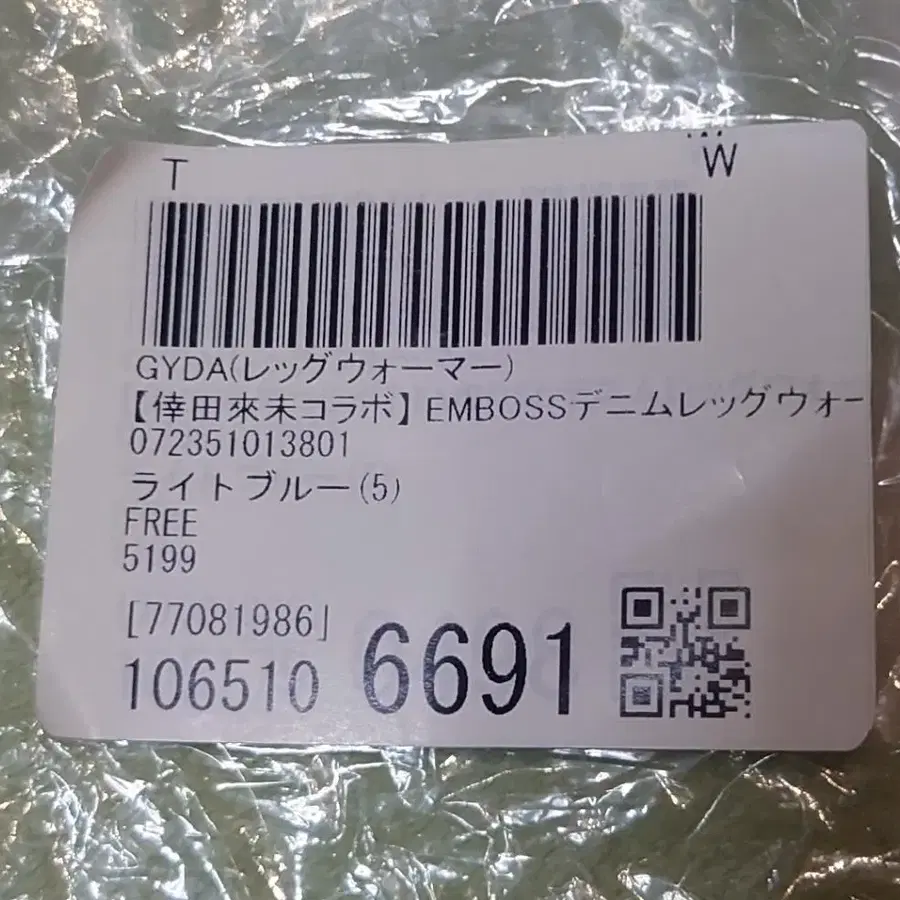 T W
GYDA(レッグウォーマー)
【倖田來未コラボ】EMBOSSデニムレッグウォー
072351013801
ライトブルー(5)
FREE
5199
[77081986]
106510 6691